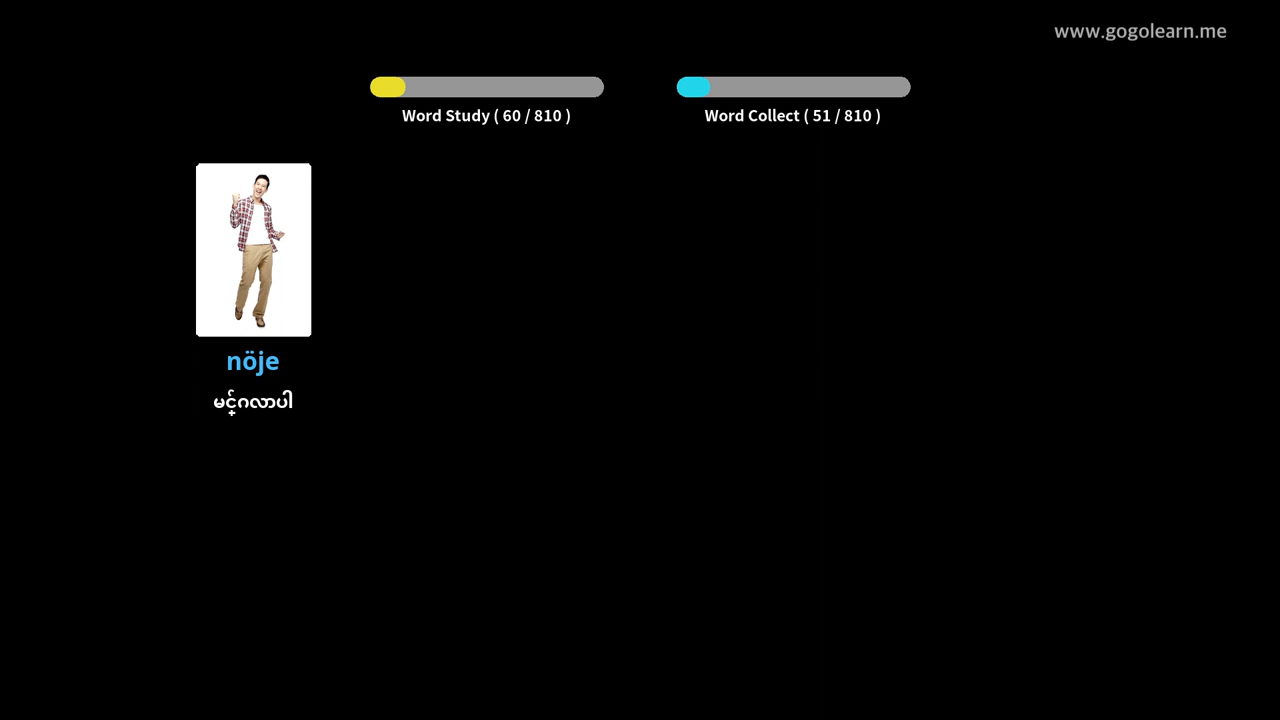 www.gogolearn.me
Word Study ( 60 / 810 )
Word Collect ( 51 / 810 )
nöje
မင်္ဂလာပါ